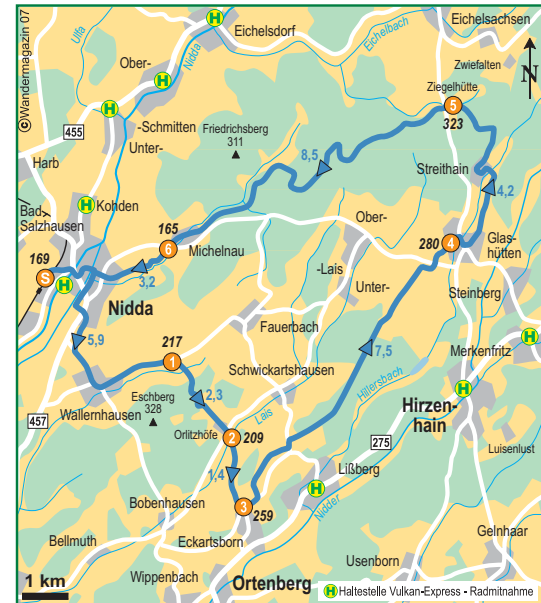 ©Wandermagazin 07
Ulfa
Nidda
Eichelsdorf
Eichelbach
Eichelsachsen
Zwiefalten
N
Ober-
H
H
H
-Schmitten
Unter-
455
Harb
Friedrichsberg
311
Ziegelhütte
5
323
8,5
Streithain
4,2
H
Kohden
Bad-
Salzhausen
169
S
H
165
6
Michelnau
3,2
Nidda
Ober-
-Lais
Unter-
280
4
Glas-
hütten
Steinberg
5,9
217
1
Fauerbach
7,5
Merkenfritz
H
H
Schwickartshausen
Hillersbach
Hirzen-
hain
2,3
Wallernhausen
Eschberg
328
457
Lais
Orlitzhöfe
2
209
275
Luisenlust
1,4
Lißberg
H
Nidder
3
259
Bobenhausen
Bellmuth
Eckartsborn
Gelnhaar
Usenborn
Wippenbach
Ortenberg
1 km
H Haltestelle Vulkan-Express - Radmitnahme